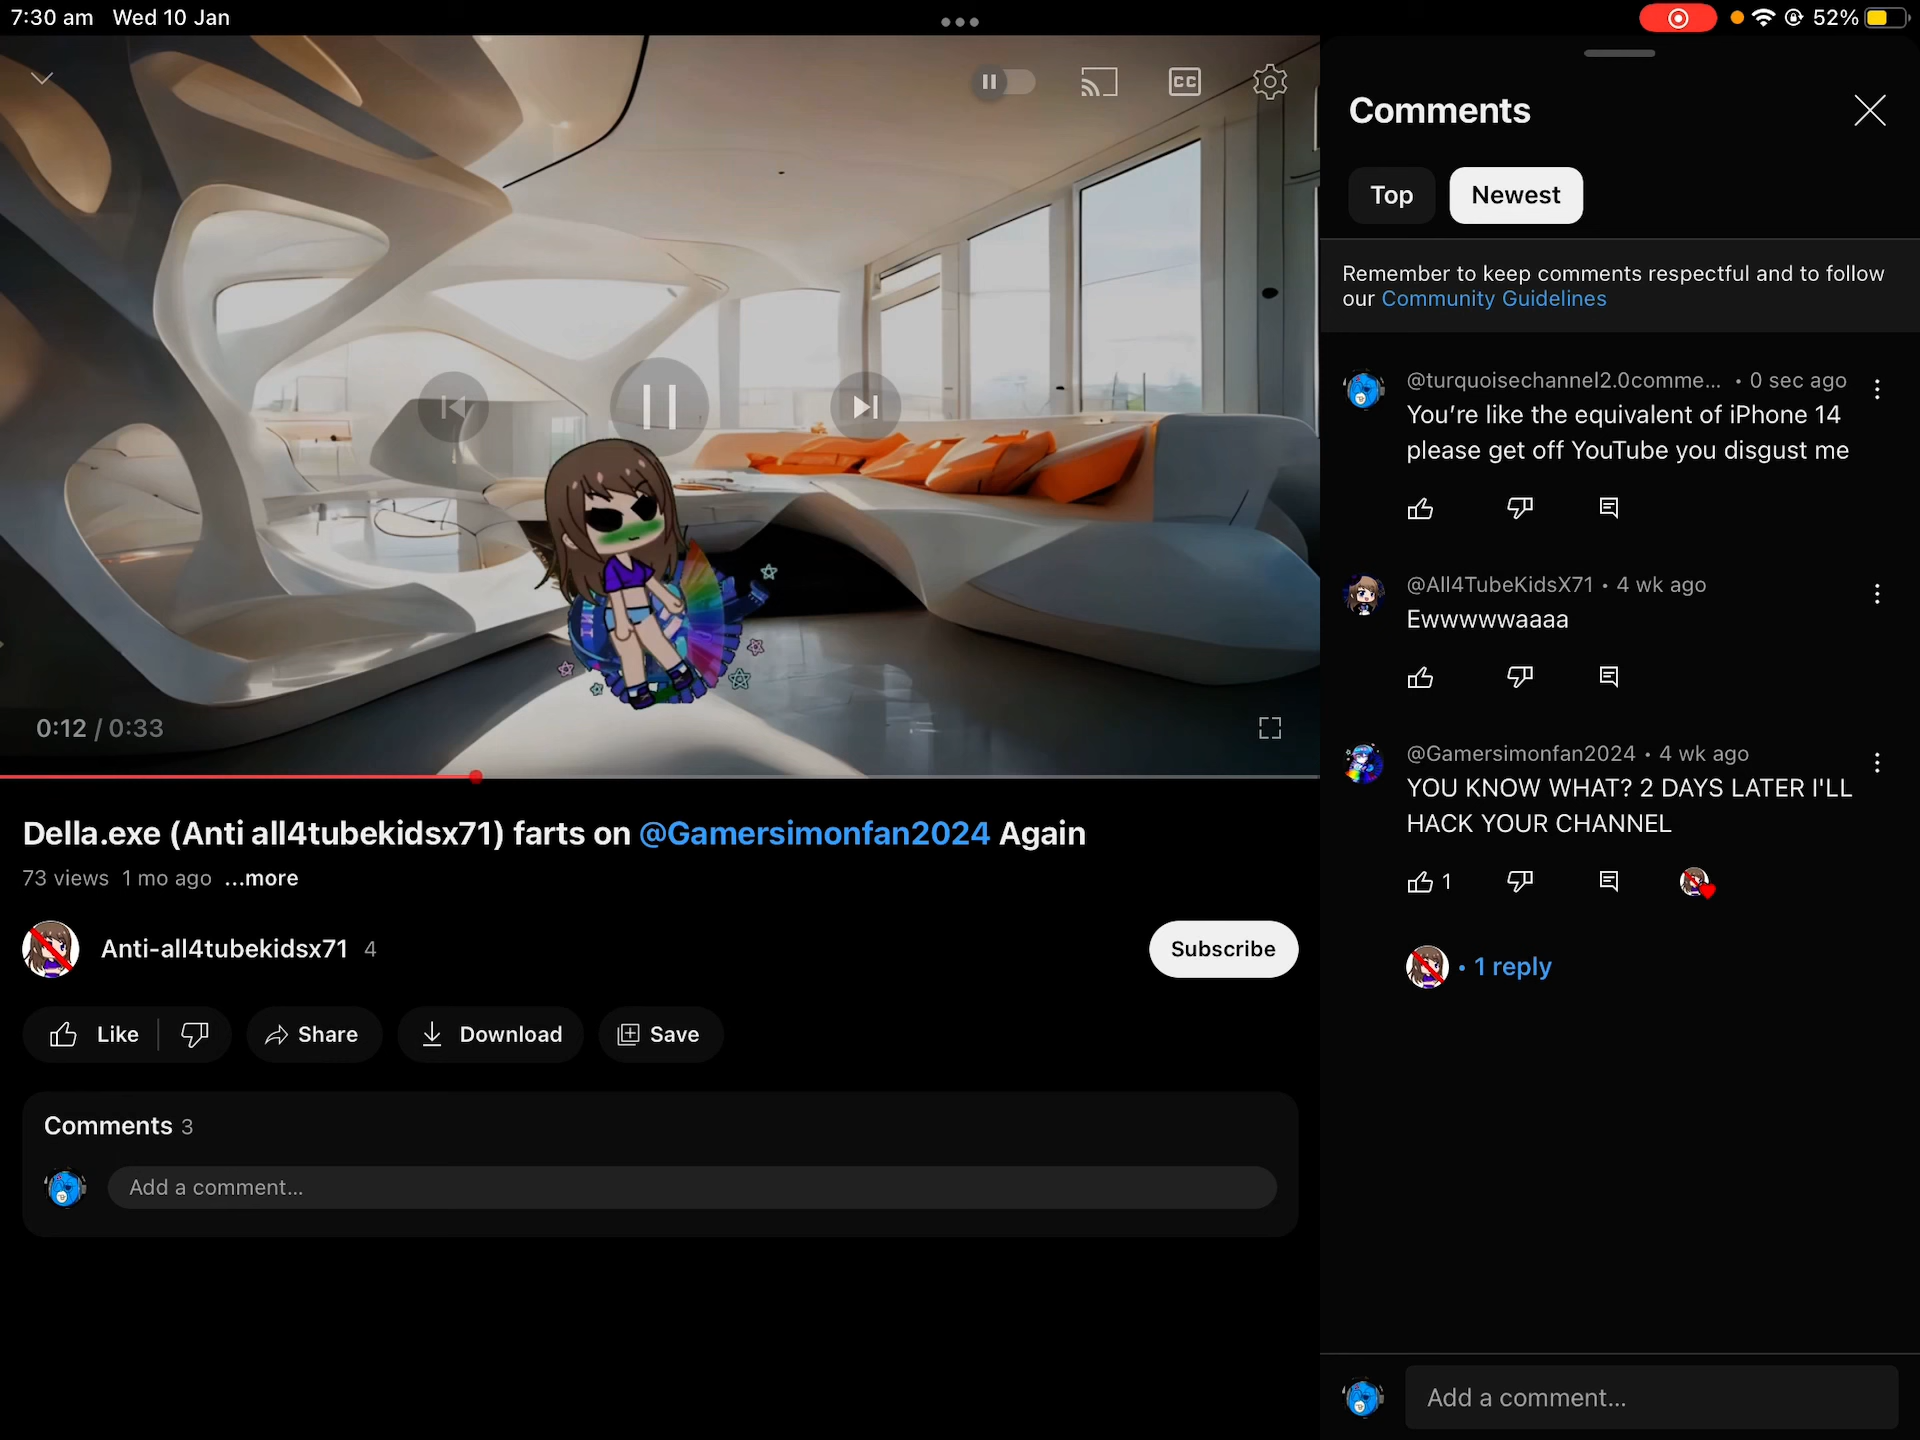 7:30 am Wed 10 Jan
52%
CC
0:12 / 0:33
Della.exe (Anti all4tubekidsx71) farts on @Gamersimonfan2024 Again
73 views 1 mo ago ...more
Anti-all4tubekidsx71 4
Subscribe
Like
Share
Download
Save
Comments 3
Add a comment...
Comments
Top
Newest
Remember to keep comments respectful and to follow
our Community Guidelines
@turquoisechannel2.0comme... • 0 sec ago
You’re like the equivalent of iPhone 14
please get off YouTube you disgust me
@All4TubeKidsX71 • 4 wk ago
Ewwwwwaaaa
@Gamersimonfan2024 • 4 wk ago
YOU KNOW WHAT? 2 DAYS LATER I'LL
HACK YOUR CHANNEL
1
• 1 reply
Add a comment...